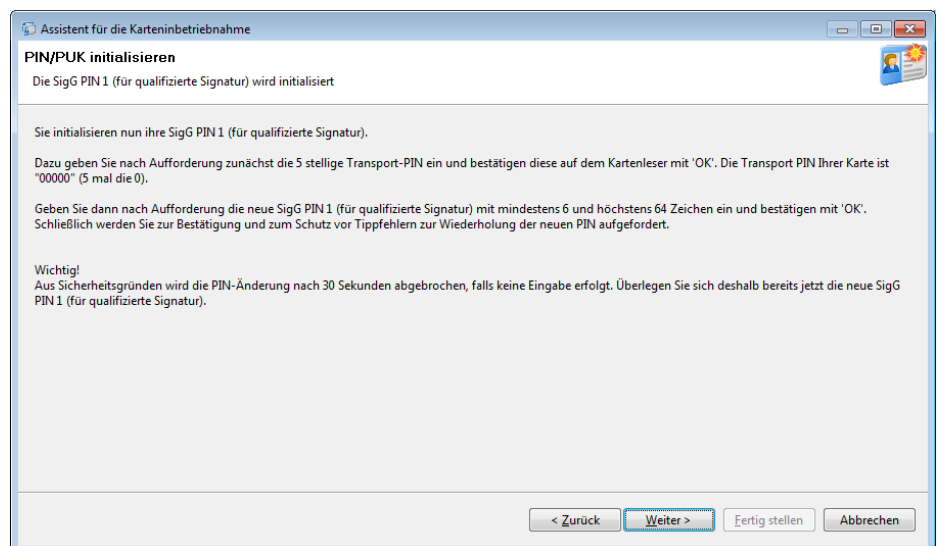 Assistent für die Karteninbetriebnahme
PIN/PUK initialisieren
Die SigG PIN 1 (für qualifizierte Signatur) wird initialisiert
Sie initialisieren nun ihre SigG PIN 1 (für qualifizierte Signatur).
Dazu geben Sie nach Aufforderung zunächst die 5 stellige Transport-PIN ein und bestätigen diese auf dem Kartenleser mit 'OK'. Die Transport PIN Ihrer Karte ist
"00000" (5 mal die 0).
Geben Sie dann nach Aufforderung die neue SigG PIN 1 (für qualifizierte Signatur) mit mindestens 6 und höchstens 64 Zeichen ein und bestätigen mit 'OK'.
Schließlich werden Sie zur Bestätigung und zum Schutz vor Tippfehlern zur Wiederholung der neuen PIN aufgefordert.
Wichtig!
Aus Sicherheitsgründen wird die PIN-Änderung nach 30 Sekunden abgebrochen, falls keine Eingabe erfolgt. Überlegen Sie sich deshalb bereits jetzt die neue SigG
PIN 1 (für qualifizierte Signatur).
< Zurück Weiter > Fertig stellen Abbrechen